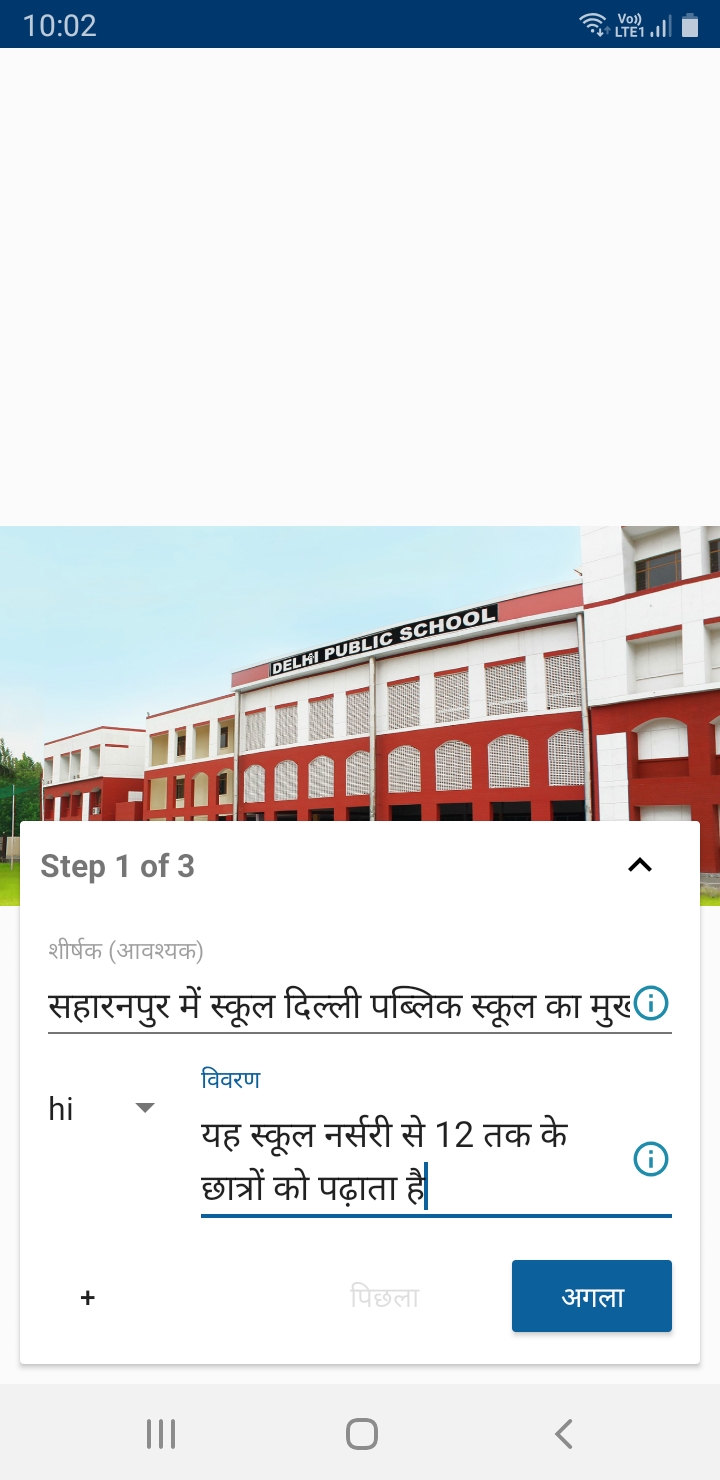 10:02
Vo))
LTE1
DELHI PUBLIC SCHOOL
Step 1 of 3
शीर्षक (आवश्यक)
सहारनपुर में स्कूल दिल्ली पब्लिक स्कूल का
hi
विवरण
यह स्कूल नर्सरी से 12 तक के
छात्रों को पढ़ाता है
+
पिछला
अगला